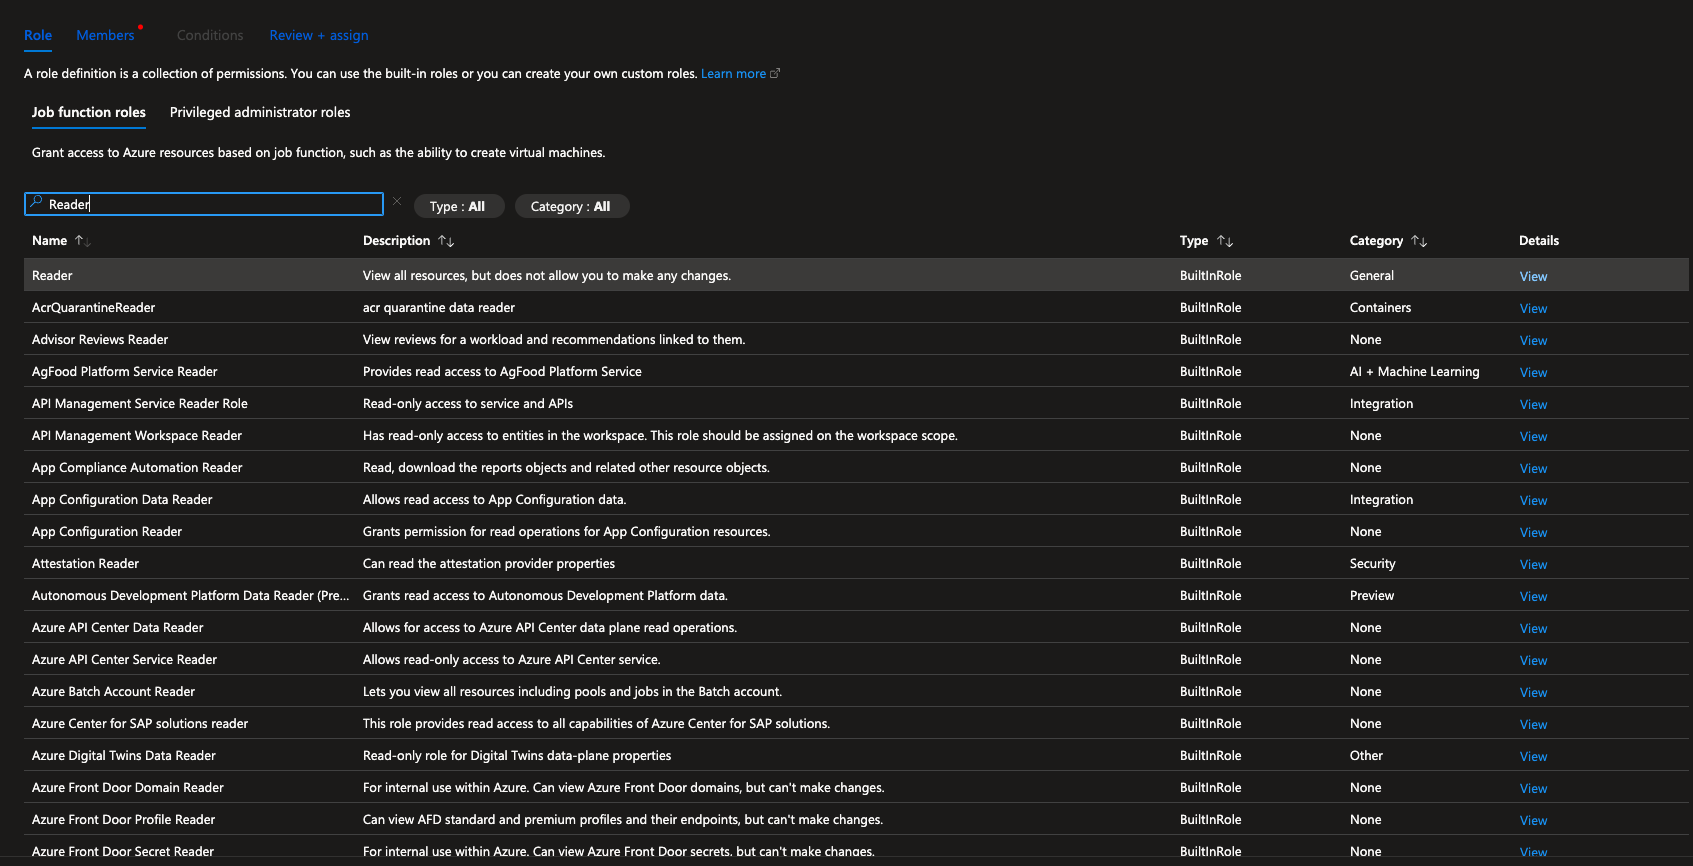 Role Members Conditions Review + assign
A role definition is a collection of permissions. You can use the built-in roles or you can create your own custom roles. Learn more
Job function roles Privileged administrator roles
Grant access to Azure resources based on job function, such as the ability to create virtual machines.
Reader Type : All Category : All
Name Description Type Category Details
Reader View all resources, but does not allow you to make any changes. BuiltInRole General View
AcrQuarantineReader acr quarantine data reader BuiltInRole Containers View
Advisor Reviews Reader View reviews for a workload and recommendations linked to them. BuiltInRole None View
AgFood Platform Service Reader Provides read access to AgFood Platform Service BuiltInRole AI + Machine Learning View
API Management Service Reader Role Read-only access to service and APIs BuiltInRole Integration View
API Management Workspace Reader Has read-only access to entities in the workspace. This role should be assigned on the workspace scope. BuiltInRole None View
App Compliance Automation Reader Read, download the reports objects and related other resource objects. BuiltInRole None View
App Configuration Data Reader Allows read access to App Configuration data. BuiltInRole Integration View
App Configuration Reader Grants permission for read operations for App Configuration resources. BuiltInRole None View
Attestation Reader Can read the attestation provider properties BuiltInRole Security View
Autonomous Development Platform Data Reader (Pre... Grants read access to Autonomous Development Platform data. BuiltInRole Preview View
Azure API Center Data Reader Allows for access to Azure API Center data plane read operations. BuiltInRole None View
Azure API Center Service Reader Allows read-only access to Azure API Center service. BuiltInRole None View
Azure Batch Account Reader Lets you view all resources including pools and jobs in the Batch account. BuiltInRole None View
Azure Center for SAP solutions reader This role provides read access to all capabilities of Azure Center for SAP solutions. BuiltInRole None View
Azure Digital Twins Data Reader Read-only role for Digital Twins data-plane properties BuiltInRole Other View
Azure Front Door Domain Reader For internal use within Azure. Can view Azure Front Door domains, but can't make changes. BuiltInRole None View
Azure Front Door Profile Reader Can view AFD standard and premium profiles and their endpoints, but can't make changes. BuiltInRole None View
Azure Front Door Secret Reader For internal use within Azure. Can view Azure Front Door secrets, but can't make changes. BuiltInRole None View